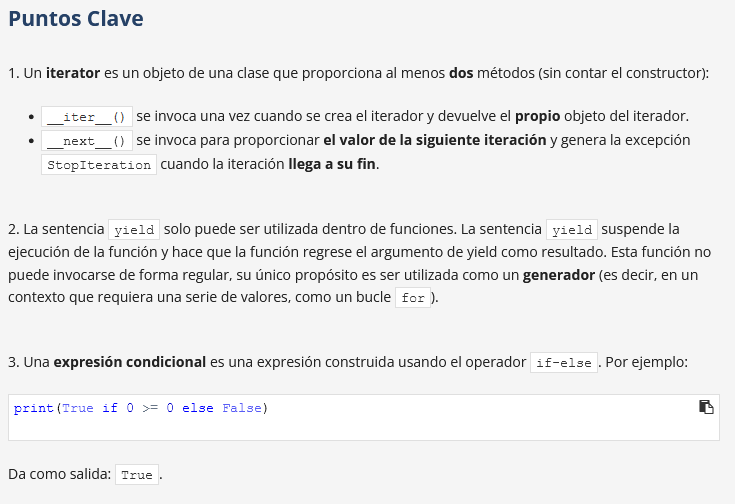 Puntos Clave
1. Un iterator es un objeto de una clase que proporciona al menos dos métodos (sin contar el constructor):
__iter__() se invoca una vez cuando se crea el iterador y devuelve el propio objeto del iterador.
__next__() se invoca para proporcionar el valor de la siguiente iteración y genera la excepción
StopIteration cuando la iteración llega a su fin.
2. La sentencia yield solo puede ser utilizada dentro de funciones. La sentencia yield suspende la
ejecución de la función y hace que la función regrese el argumento de yield como resultado. Esta función no
puede invocarse de forma regular, su único propósito es ser utilizada como un generador (es decir, en un
contexto que requiera una serie de valores, como un bucle for).
3. Una expresión condicional es una expresión construida usando el operador if-else. Por ejemplo:
print(True if 0 >= 0 else False)
Da como salida: True.